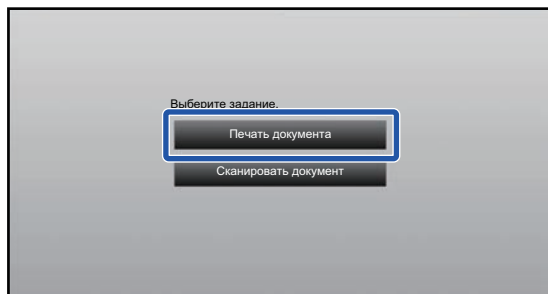 Выберите задание.
Печать документа
Сканировать документ